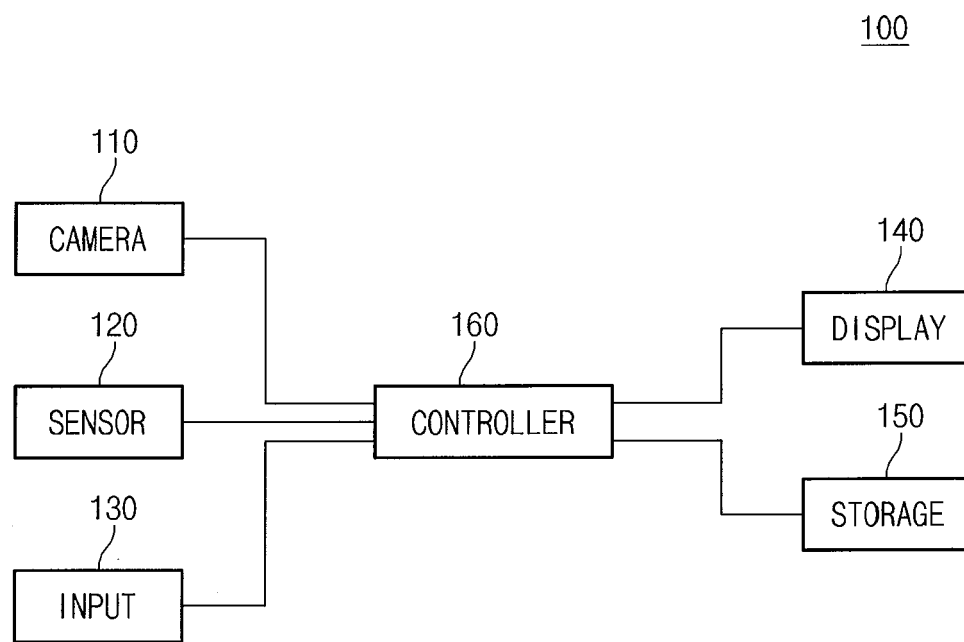 100
110
CAMERA
140
DISPLAY
120
SENSOR
160
CONTROLLER
150
STORAGE
130
INPUT